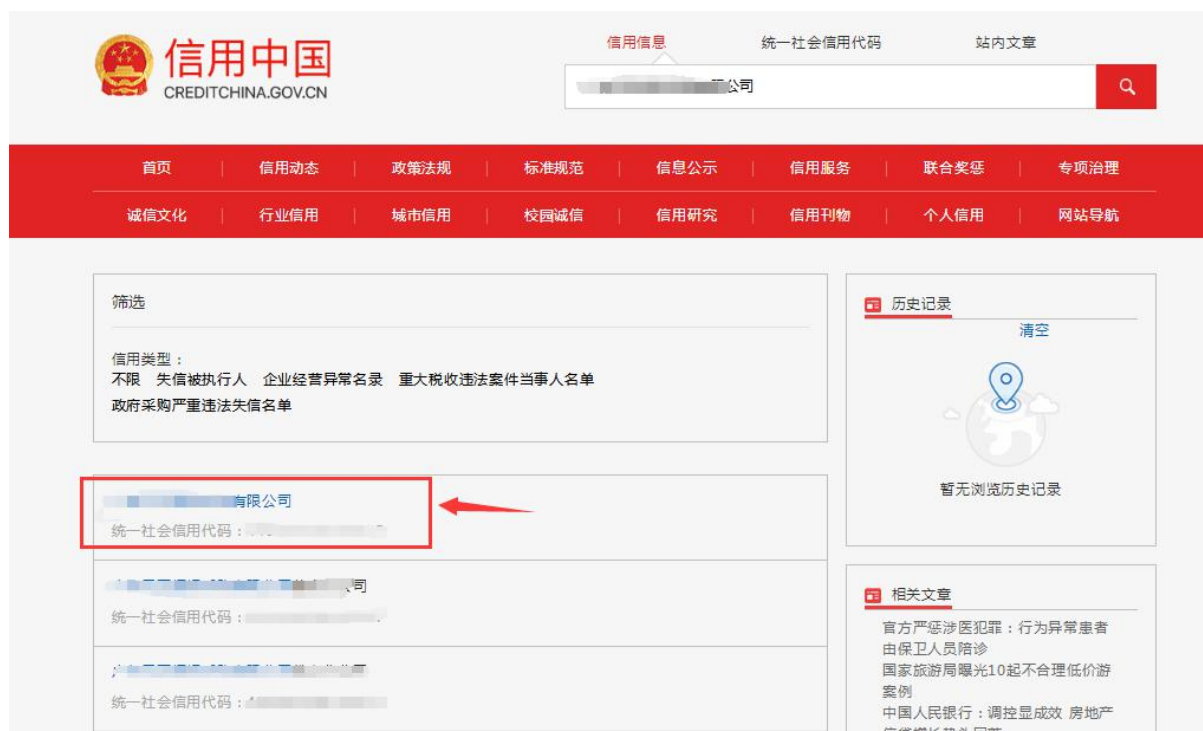 信用中国
CREDITCHINA.GOV.CN
信用信息 统一社会信用代码 站内文章
公司
首页 信用动态 政策法规 标准规范 信息公示 信用服务 联合奖惩 专项治理
诚信文化 行业信用 城市信用 校园诚信 信用研究 信用刊物 个人信用 网站导航
筛选
信用类型：
不限 失信被执行人 企业经营异常名录 重大税收违法案件当事人名单
政府采购严重违法失信名单
有限公司
统一社会信用代码：
司
统一社会信用代码：
统一社会信用代码：
历史记录
清空
暂无浏览历史记录
相关文章
官方严惩涉医犯罪：行为异常患者
由保卫人员陪诊
国家旅游局曝光10起不合理低价游
案例
中国人民银行：调控显成效 房地产